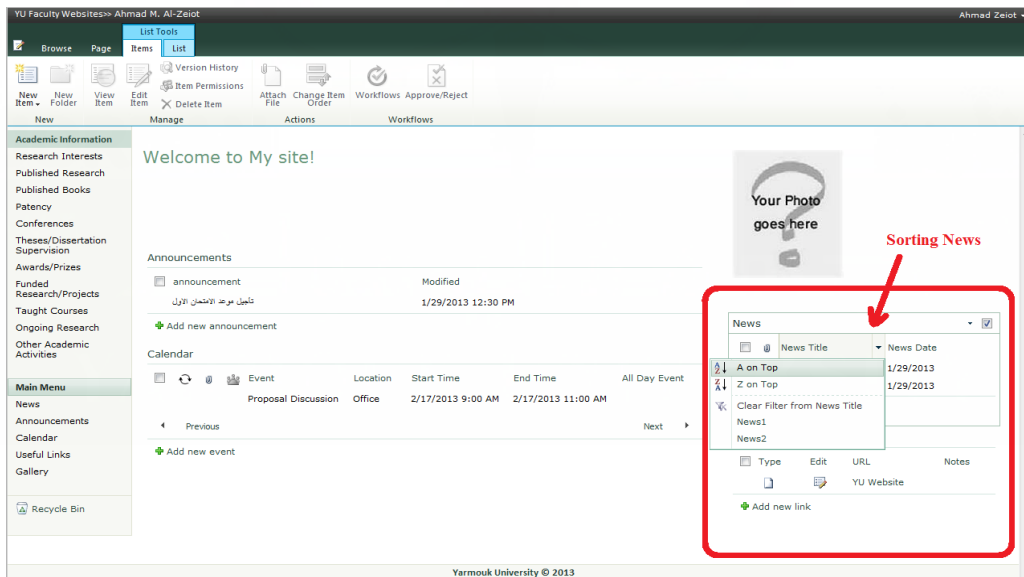 YU Faculty Websites>> Ahmad M. Al-Zeiot
Ahmad Zeiot
List Tools
Browse Page Items List
New Item
New Folder
View Item
Edit Item
Version History
Item Permissions
Delete Item
Attach File
Change Item Order
Workflows
Approve/Reject
New
Manage
Actions
Workflows
Academic Information
Research Interests
Published Research
Published Books
Patency
Conferences
Theses/Dissertation
Supervision
Awards/Prizes
Funded
Research/Projects
Taught Courses
Ongoing Research
Other Academic
Activities
Main Menu
News
Announcements
Calendar
Useful Links
Gallery
Recycle Bin
Welcome to My site!
Announcements
announcement Modified
تأجيل موعد الامتحان الاول 1/29/2013 12:30 PM
Add new announcement
Calendar
Event Location Start Time End Time All Day Event
Proposal Discussion Office 2/17/2013 9:00 AM 2/17/2013 11:00 AM
Previous Next
Add new event
Your Photo
goes here
Sorting News
News
News Title News Date
A on Top 1/29/2013
Z on Top 1/29/2013
Clear Filter from News Title
News1
News2
Type Edit URL Notes
YU Website
Add new link
Yarmouk University © 2013